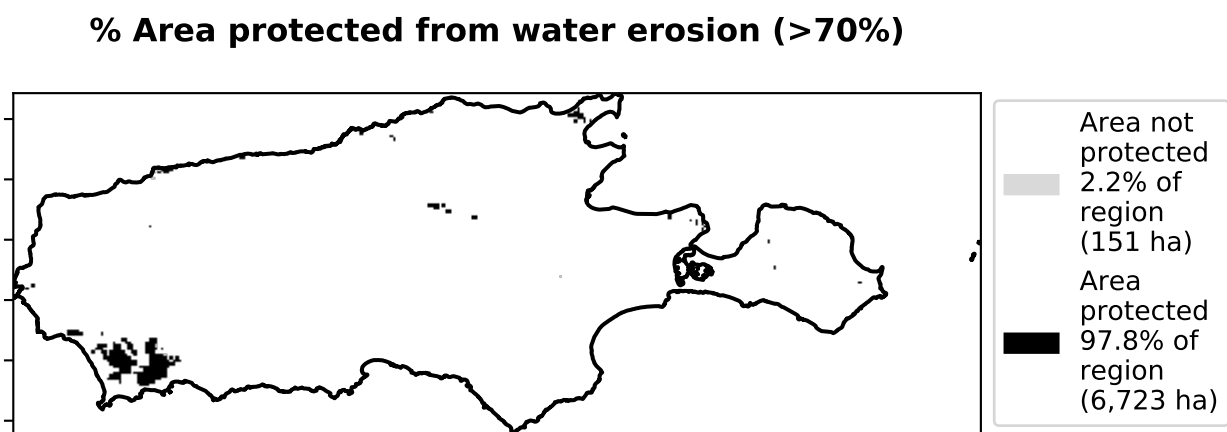 % Area protected from water erosion (>70%)
Area not
protected
2.2% of
region
(151 ha)
Area
protected
97.8% of
region
(6,723 ha)